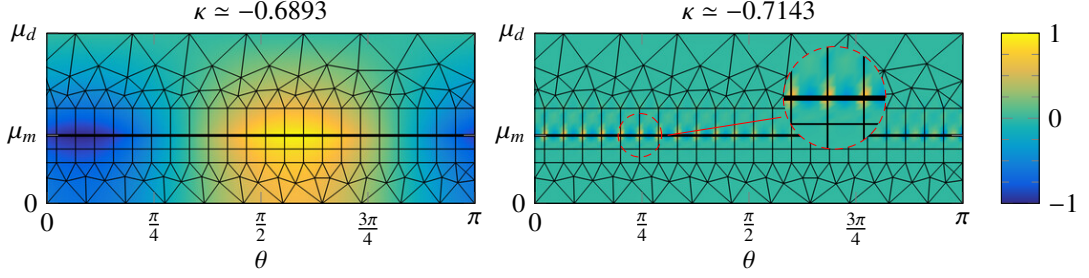 κ ≃ −0.6893
μ_d
μ_m
0
0
π/4
π/2
3π/4
π
θ
κ ≃ −0.7143
μ_d
μ_m
0
0
π/4
π/2
3π/4
π
θ
1
0
−1